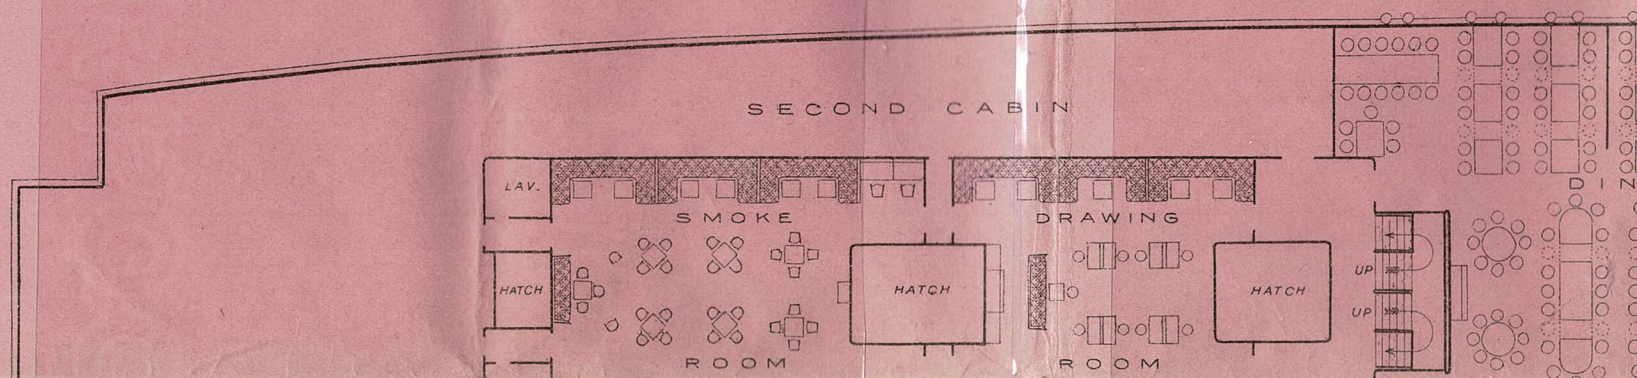 SECOND CABIN
LAV.
SMOKE
DRAWING
DIN
HATCH
HATCH
HATCH
UP
UP
ROOM
ROOM